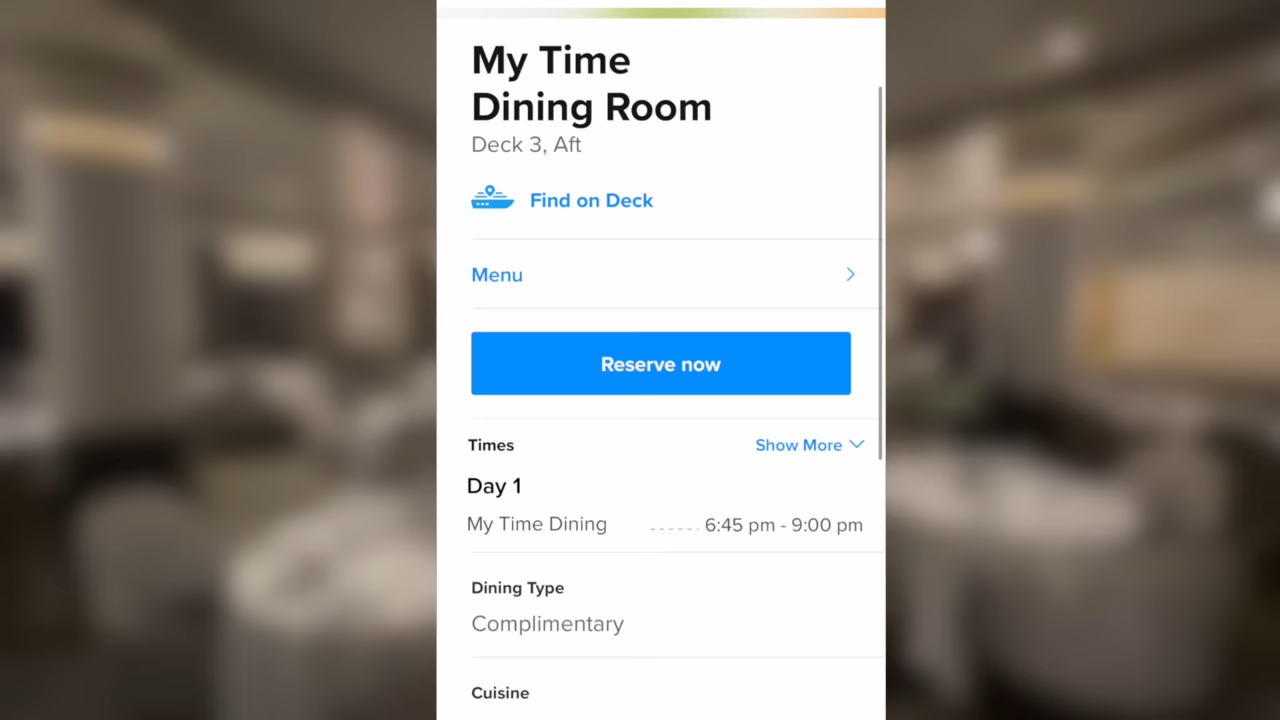 My Time
Dining Room
Deck 3, Aft
Find on Deck
Menu
Reserve now
Times
Show More
Day 1
My Time Dining ------ 6:45 pm - 9:00 pm
Dining Type
Complimentary
Cuisine